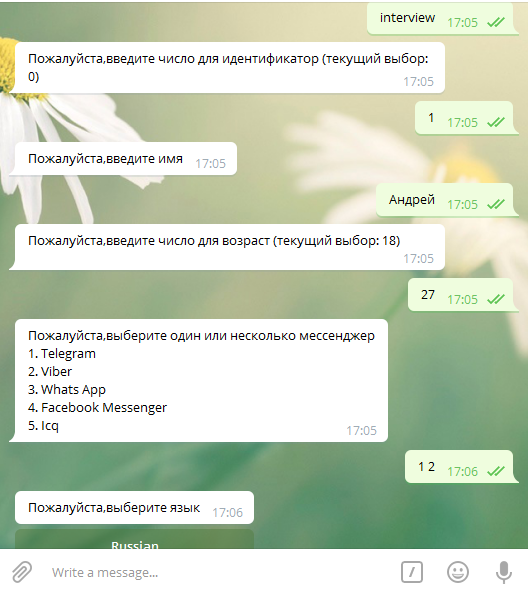 interview
17:05
Пожалуйста,введите число для идентификатор (текущий выбор:
0)
17:05
1 17:05
Пожалуйста,введите имя 17:05
Андрей 17:05
Пожалуйста,введите число для возраст (текущий выбор: 18)
17:05
27 17:05
Пожалуйста,выберите один или несколько мессенджер
1. Telegram
2. Viber
3. Whats App
4. Facebook Messenger
5. Icq
17:05
1 2 17:06
Пожалуйста,выберите язык 17:06
Russian
Write a message...